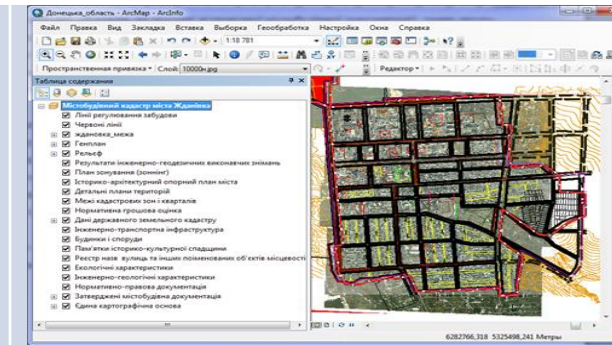 Донецька_область - ArcMap - ArcInfo
Файл Правка Вид Закладка Вставка Выборка Геообработка Настройка Окна Справка
1:18 781
Пространственная привязка Слой: 10000н.jpg
Редактор
Таблица содержания
Містобудівний кадастр міста Жданівка
Лінії регулювання забудови
Червоні лінії
ждановка_межа
Генплан
Рельєф
Результати інженерно-геодезичних виконавчих знімань
План зонування (зоннінг)
Історико-архітектурний опорний план міста
Детальні плани територій
Межі кадастрових зон і кварталів
Нормативна грошова оцінка
Дані державного земельного кадастру
Інженерно-транспортна інфраструктура
Будинки і споруди
Пам'ятки історико-культурної спадщини
Реєстр назв вулиць та інших поіменованих об'єктів місцевості
Екологічні характеристики
Інженерно-геологічні характеристики
Нормативно-правова документація
Затверджені містобудівна документація
Єдина картографічна основа
6282766,318 5325498,241 Метры